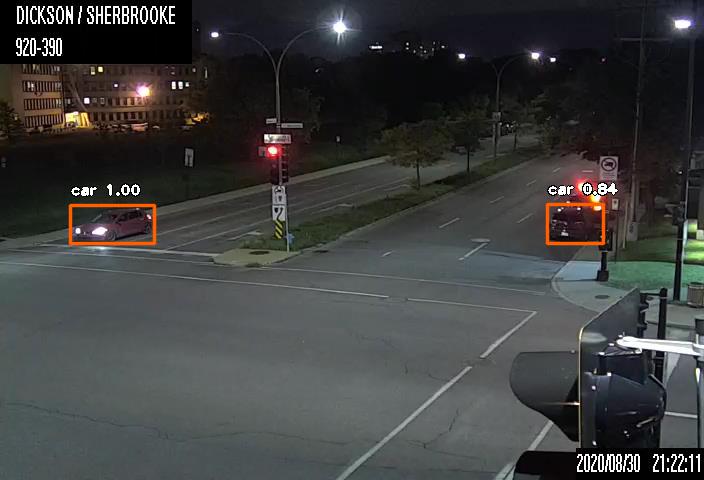 DICKSON / SHERBROOKE
920-390
car 1.00
car 0.84
2020/08/30 21:22:11